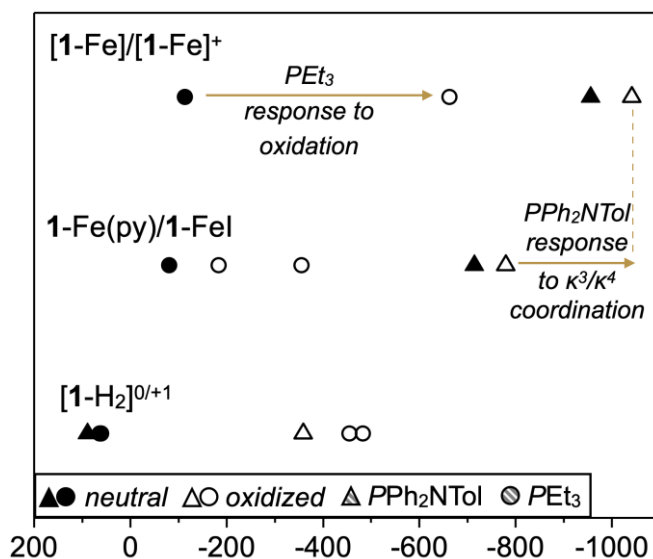 [1-Fe]/[1-Fe]⁺
PEt₃
response to
oxidation
1-Fe(py)/1-FeI
PPh₂NTol
response
to κ³/κ⁴
coordination
[1-H₂]⁰/⁺¹
neutral oxidized PPh₂NTol PEt₃
200 0 -200 -400 -600 -800 -1000